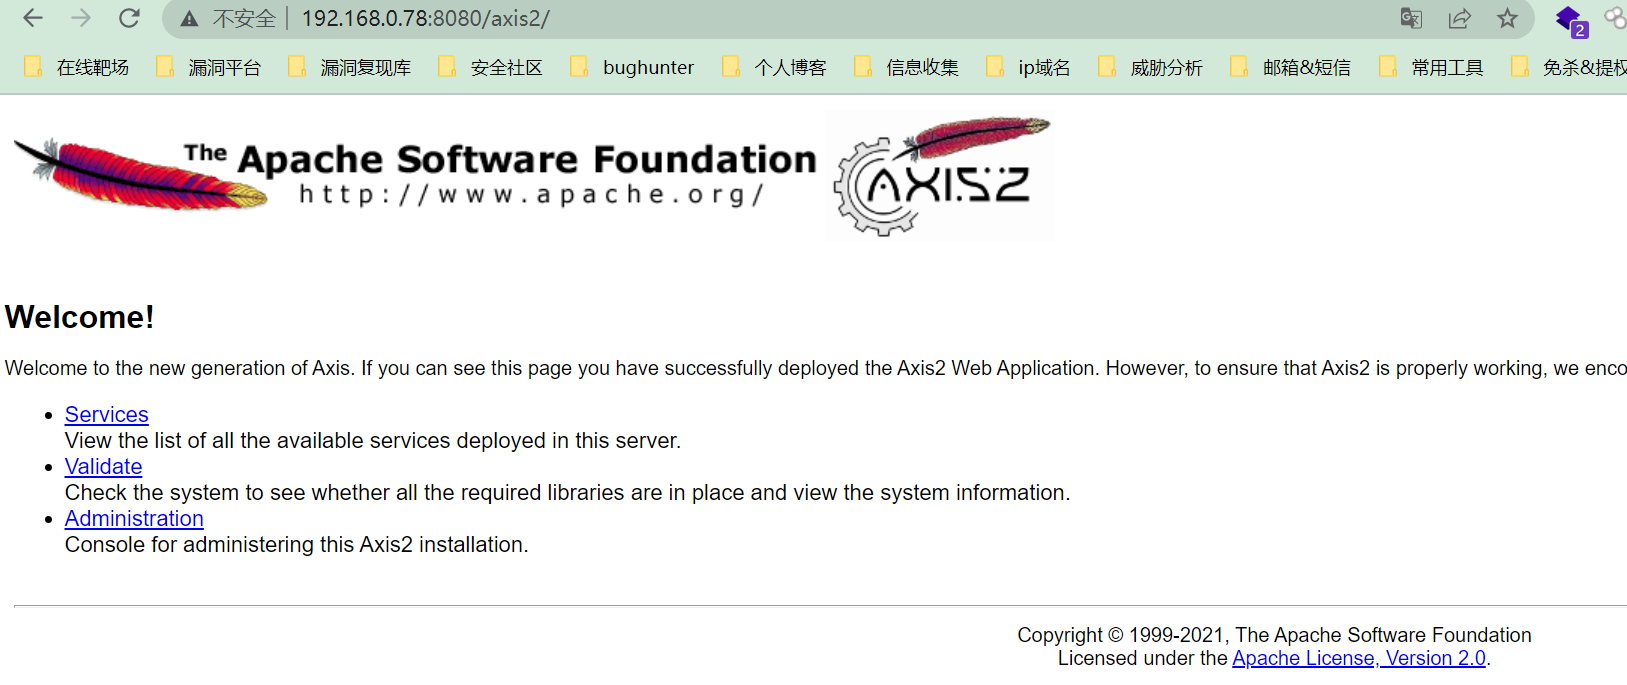 不安全 192.168.0.78:8080/axis2/
2
在线靶场 漏洞平台 漏洞复现库 安全社区 bughunter 个人博客 信息收集 ip域名 威胁分析 邮箱&短信 常用工具 免杀&提权
The Apache Software Foundation
http://www.apache.org/
AXIS2
Welcome!
Welcome to the new generation of Axis. If you can see this page you have successfully deployed the Axis2 Web Application. However, to ensure that Axis2 is properly working, we enco
Services
View the list of all the available services deployed in this server.
Validate
Check the system to see whether all the required libraries are in place and view the system information.
Administration
Console for administering this Axis2 installation.
Copyright © 1999-2021, The Apache Software Foundation
Licensed under the Apache License, Version 2.0.